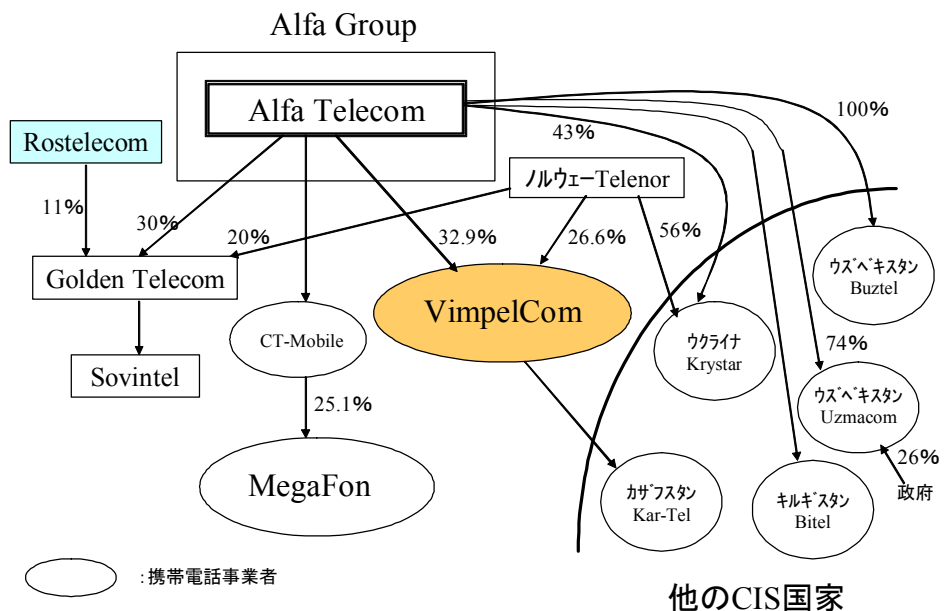 Alfa Group
Alfa Telecom
100%
43%
Rostelecom
ノルウェーTelenor
11%
30%
20%
32.9%
26.6%
56%
ウズベキスタン
Buztel
Golden Telecom
VimpelCom
CT-Mobile
ウクライナ
Krystar
74%
Sovintel
ウズベキスタン
Uzmacom
25.1%
26%
政府
MegaFon
カザフスタン
Kar-Tel
キルギスタン
Bitel
:携帯電話事業者
他のCIS国家